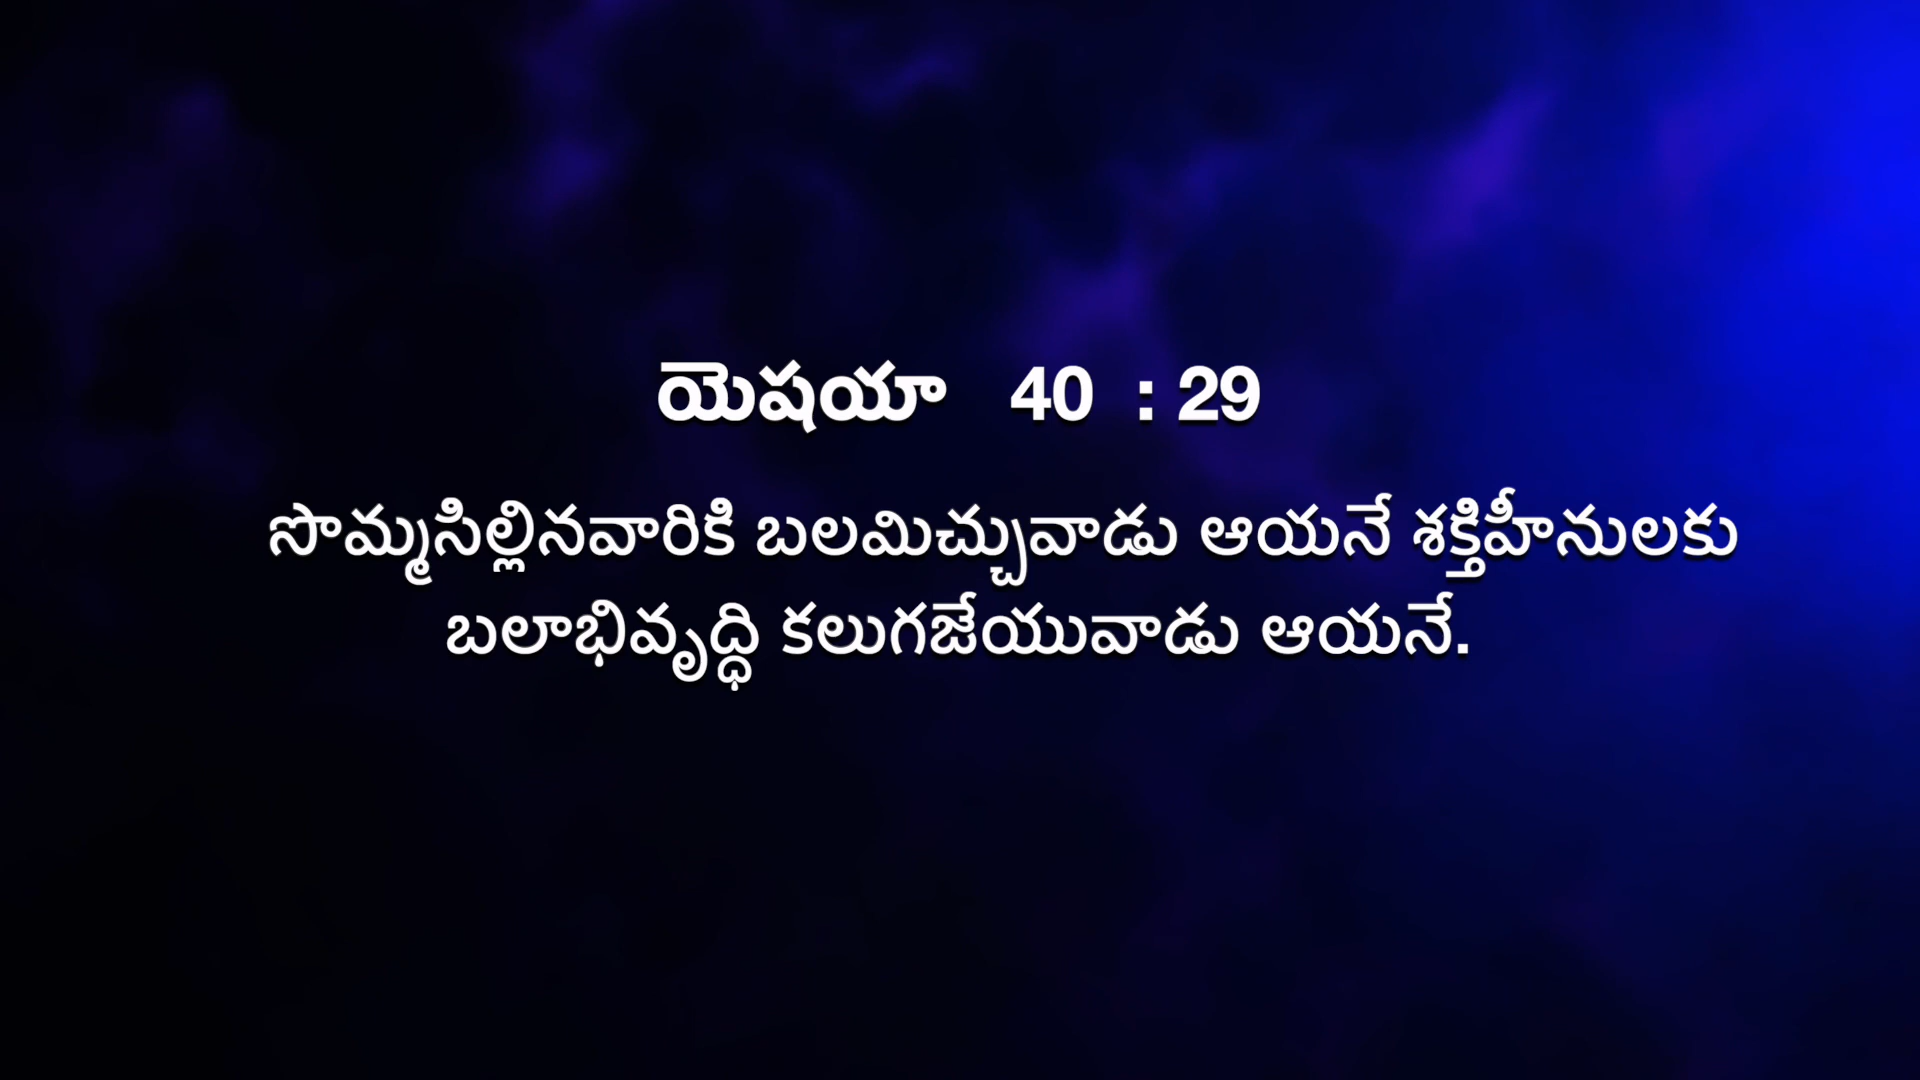 యెషయా 40 : 29
సొమ్మసిల్లినవారికి బలమిచ్చువాడు ఆయనే శక్తిహీనులకు
బలాభివృద్ధి కలుగజేయువాడు ఆయనే.